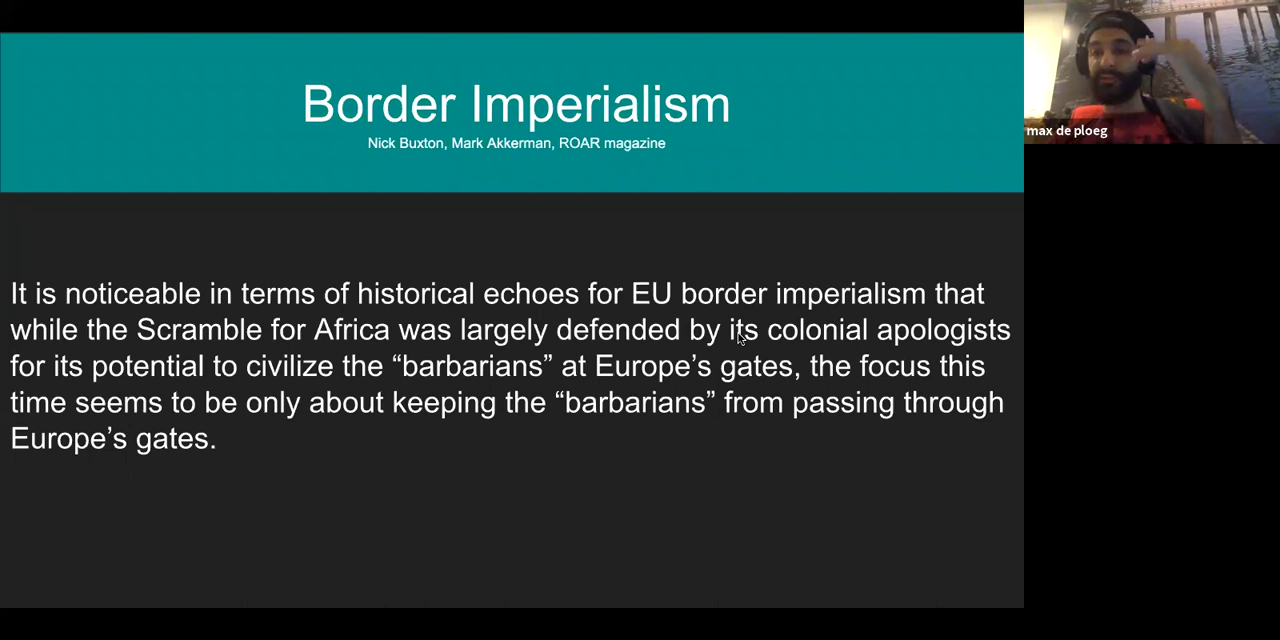 Border Imperialism
Nick Buxton, Mark Akkerman, ROAR magazine
It is noticeable in terms of historical echoes for EU border imperialism that
while the Scramble for Africa was largely defended by its colonial apologists
for its potential to civilize the “barbarians” at Europe’s gates, the focus this
time seems to be only about keeping the “barbarians” from passing through
Europe’s gates.
max de ploeg